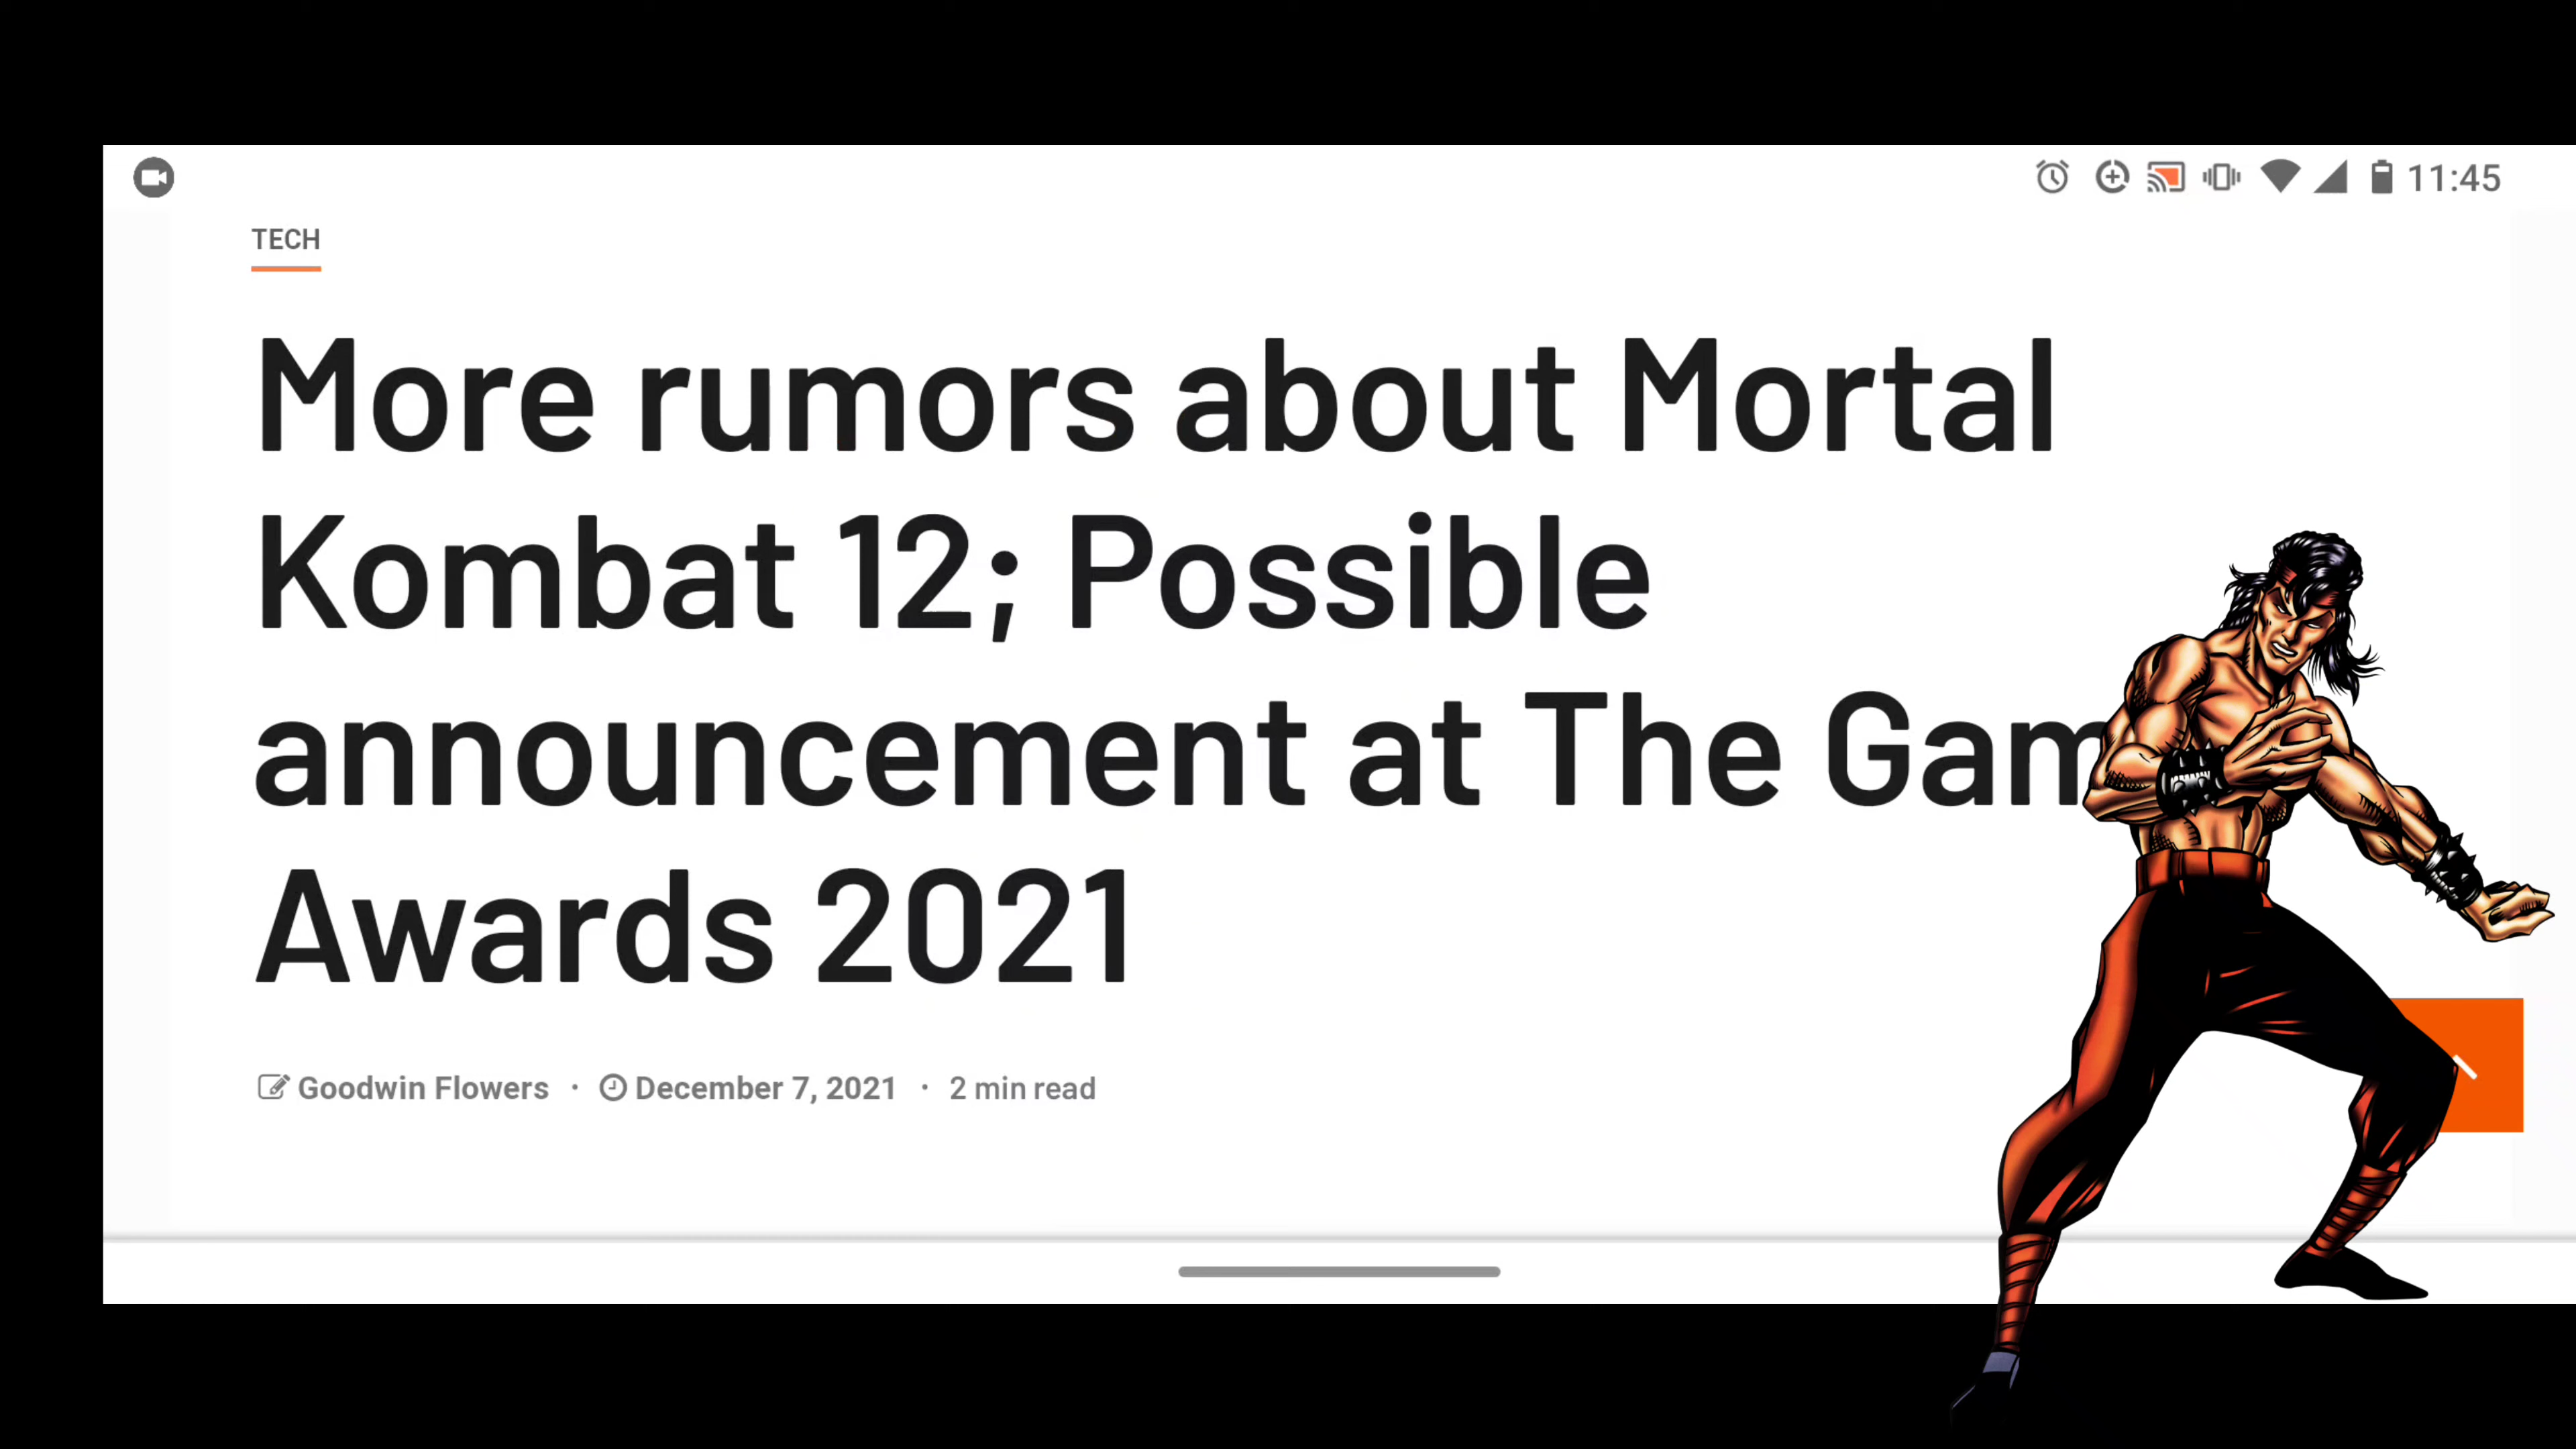 11:45
TECH
More rumors about Mortal
Kombat 12; Possible
announcement at The Gam
Awards 2021
Goodwin Flowers · December 7, 2021 · 2 min read